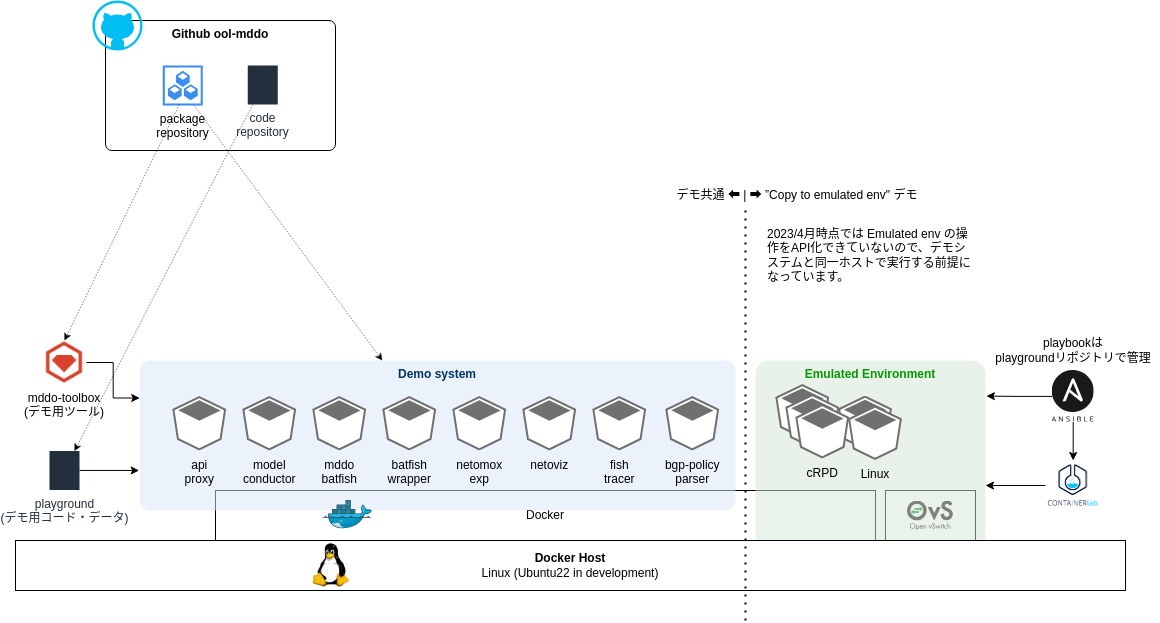 Github ool-mddo
package
repository
code
repository
デモ共通 ⬅ | ➡ ”Copy to emulated env" デモ
2023/4月時点では Emulated env の操
作をAPI化できていないので、デモシ
ステムと同一ホストで実行する前提に
なっています。
mddo-toolbox
(デモ用ツール)
playground
(デモ用コード・データ)
Demo system
api
proxy
model
conductor
mddo
batfish
batfish
wrapper
netomox
exp
netoviz
fish
tracer
bgp-policy
parser
Emulated Environment
cRPD
Linux
playbookは
playgroundリポジトリで管理
ANSIBLE
CONTAINERlab
OvS
Open vSwitch
Docker
Docker Host
Linux (Ubuntu22 in development)